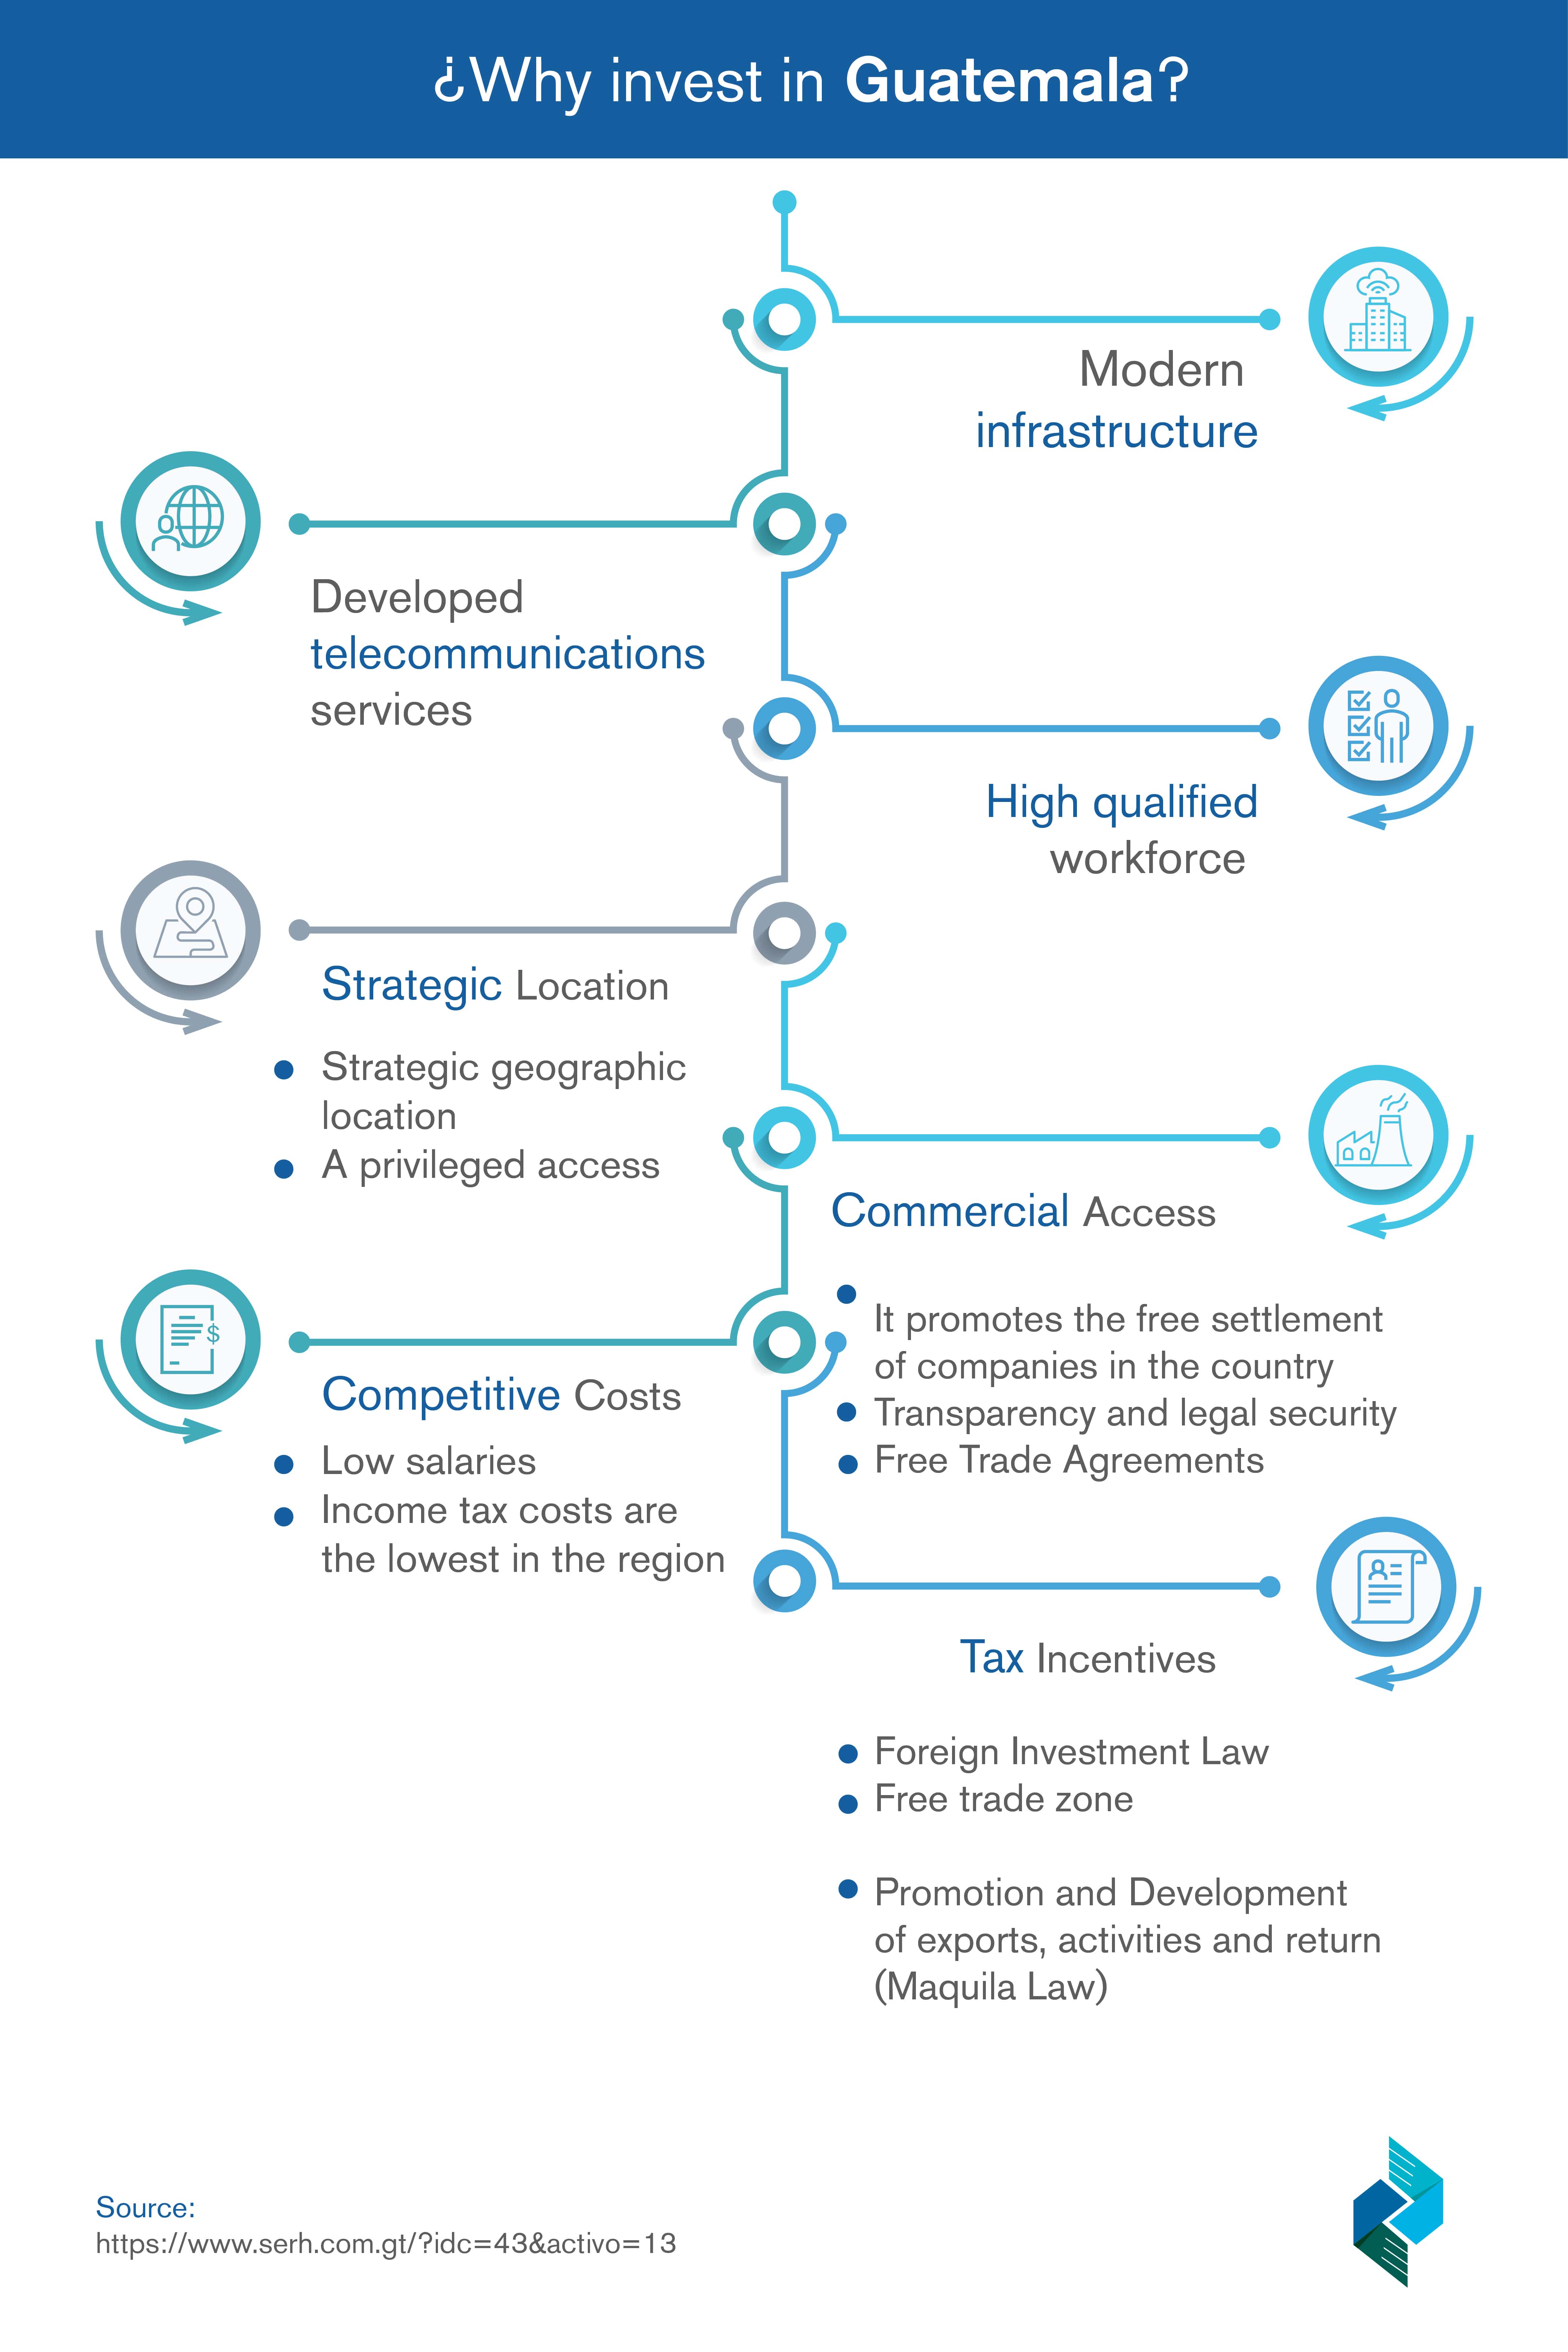 ¿Why invest in Guatemala?
Modern
infrastructure
Developed
telecommunications
services
High qualified
workforce
Strategic Location
Strategic geographic
location
A privileged access
Commercial Access
It promotes the free settlement
of companies in the country
Transparency and legal security
Free Trade Agreements
$
Competitive Costs
Low salaries
Income tax costs are
the lowest in the region
Tax Incentives
Foreign Investment Law
Free trade zone
Promotion and Development
of exports, activities and return
(Maquila Law)
Source:
https://www.serh.com.gt/?idc=43&activo=13